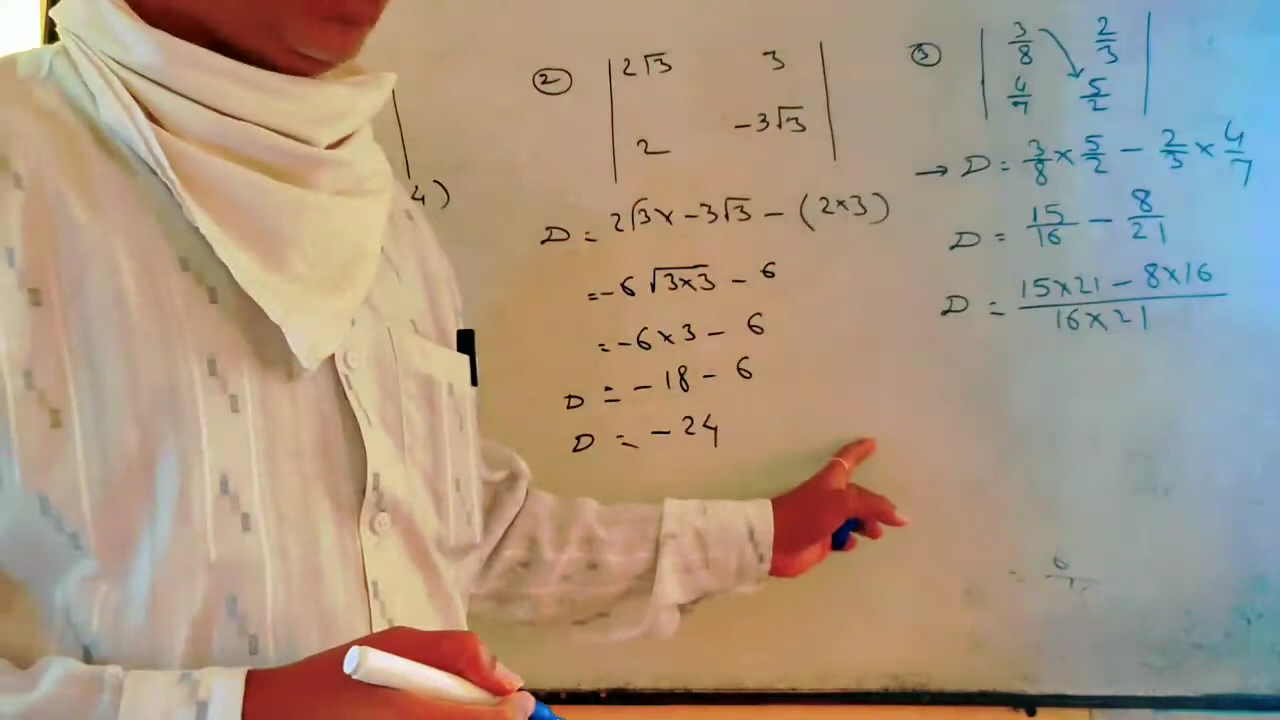 4)
② | 2√3 3 |
| 2 -3√3 |
D = 2√3 x -3√3 - (2×3)
= -6 √3×3 - 6
= -6 × 3 - 6
D = -18 - 6
D = -24
③ | 3/8 2/3 |
| 4/7 5/2 |
→ D = 3/8 × 5/2 - 2/3 × 4/7
D = 15/16 - 8/21
D = 15×21 - 8×16 / 16×21